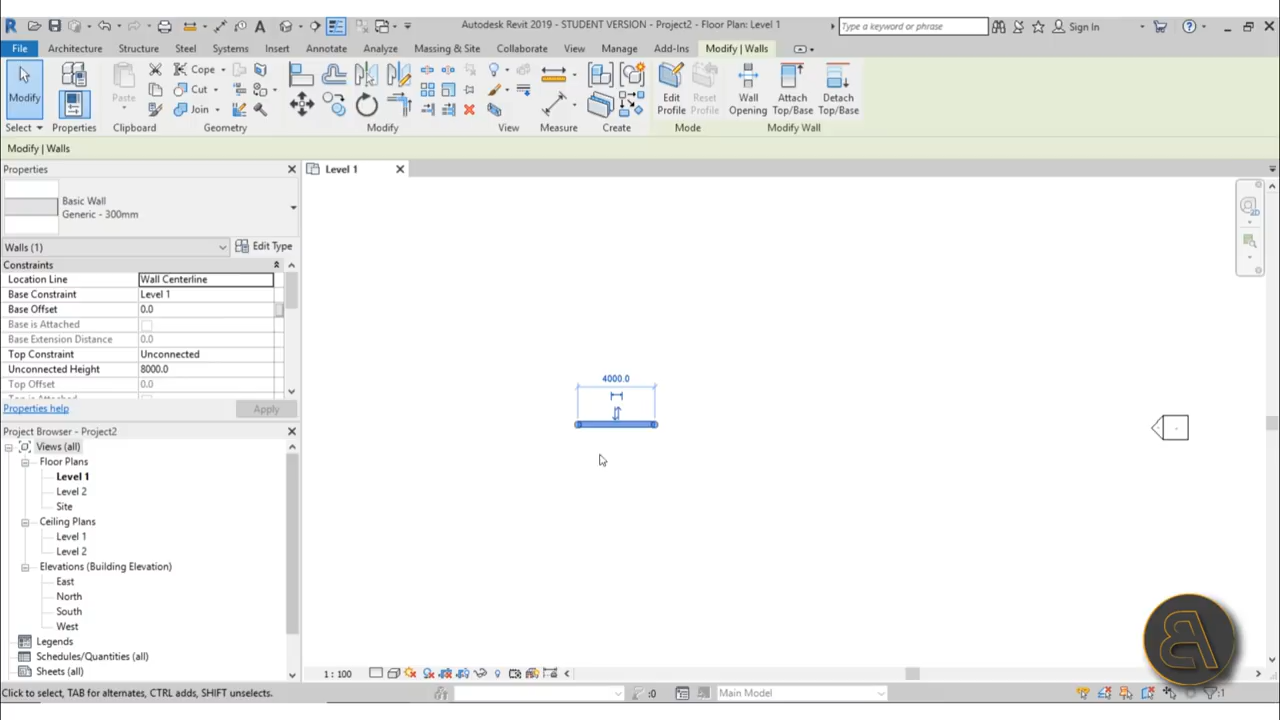 Autodesk Revit 2019 - STUDENT VERSION - Project2 - Floor Plan: Level 1
Type a keyword or phrase
Sign In
File Architecture Structure Steel Systems Insert Annotate Analyze Massing & Site Collaborate View Manage Add-Ins Modify | Walls
Modify
Paste
Cope
Cut
Join
Edit Profile
Reset Profile
Wall Opening
Attach Top/Base
Detach Top/Base
Select Properties Clipboard Geometry Modify View Measure Create Mode Modify Wall
Modify | Walls
Properties
Level 1
Basic Wall
Generic - 300mm
Walls (1)
Edit Type
Constraints
Location Line Wall Centerline
Base Constraint Level 1
Base Offset 0.0
Base is Attached
Base Extension Distance 0.0
Top Constraint Unconnected
Unconnected Height 8000.0
Top Offset 0.0
Properties help
Apply
4000.0
Project Browser - Project2
Views (all)
Floor Plans
Level 1
Level 2
Site
Ceiling Plans
Level 1
Level 2
Elevations (Building Elevation)
East
North
South
West
Legends
Schedules/Quantities (all)
Sheets (all)
1 : 100
Click to select, TAB for alternates, CTRL adds, SHIFT unselects.
:0
Main Model
:1